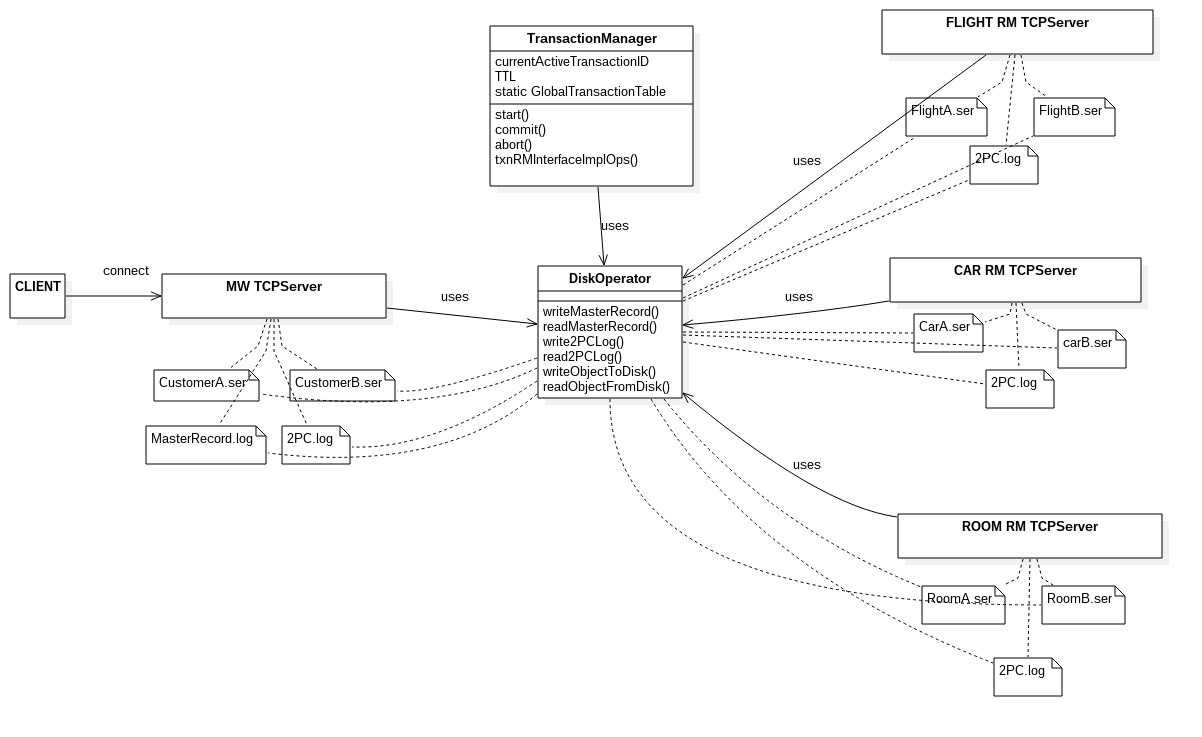 FLIGHT RM TCPServer
TransactionManager
currentActiveTransactionID
TTL
static GlobalTransactionTable
start()
commit()
abort()
txnRMInterfaceImplOps()
FlightA.ser
FlightB.ser
2PC.log
uses
uses
CLIENT
connect
MW TCPServer
uses
DiskOperator
writeMasterRecord()
readMasterRecord()
write2PCLog()
read2PCLog()
writeObjectToDisk()
readObjectFromDisk()
uses
CAR RM TCPServer
CarA.ser
carB.ser
2PC.log
CustomerA.ser
CustomerB.ser
MasterRecord.log
2PC.log
uses
ROOM RM TCPServer
RoomA.ser
RoomB.ser
2PC.log